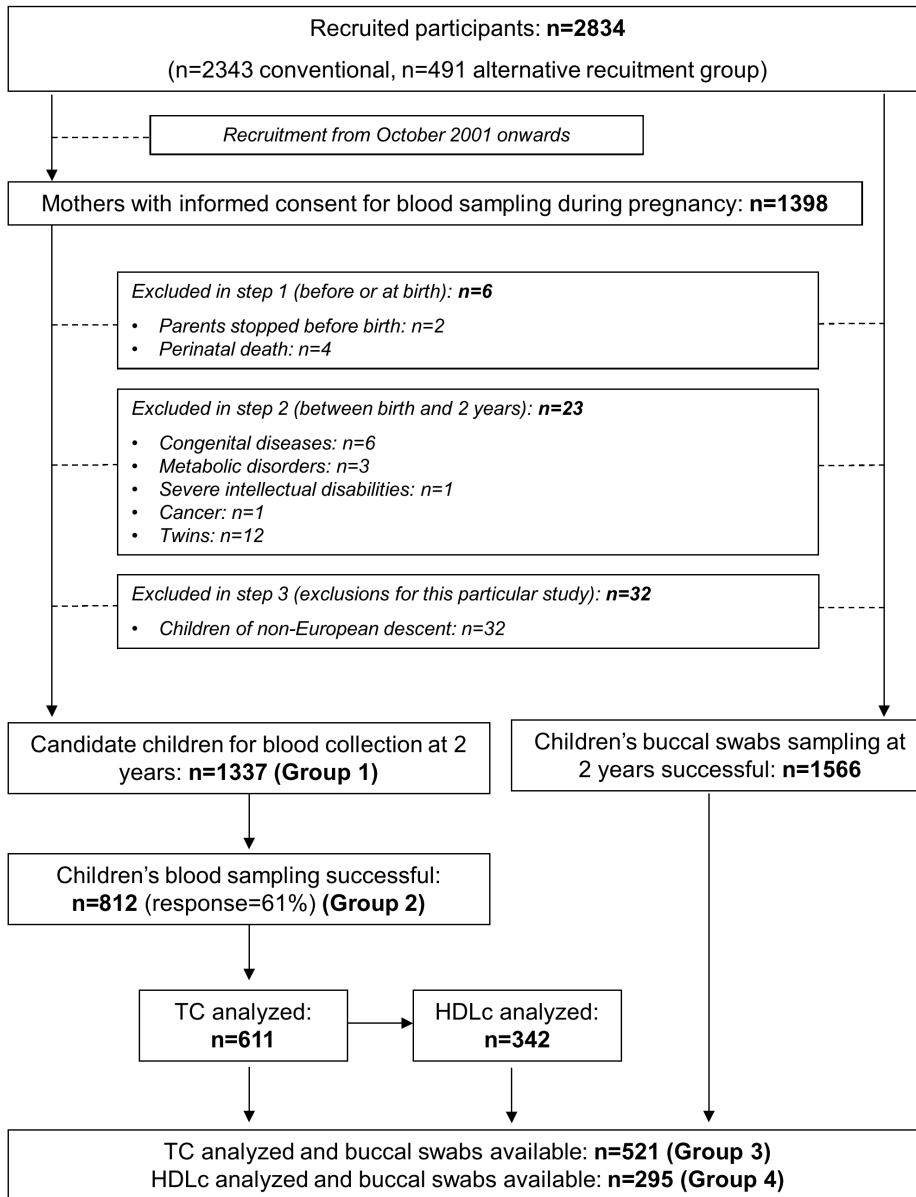 Recruited participants: n=2834
(n=2343 conventional, n=491 alternative recuitment group)
Recruitment from October 2001 onwards
Mothers with informed consent for blood sampling during pregnancy: n=1398
Excluded in step 1 (before or at birth): n=6
• Parents stopped before birth: n=2
• Perinatal death: n=4
Excluded in step 2 (between birth and 2 years): n=23
• Congenital diseases: n=6
• Metabolic disorders: n=3
• Severe intellectual disabilities: n=1
• Cancer: n=1
• Twins: n=12
Excluded in step 3 (exclusions for this particular study): n=32
• Children of non-European descent: n=32
Candidate children for blood collection at 2
years: n=1337 (Group 1)
Children's buccal swabs sampling at
2 years successful: n=1566
Children's blood sampling successful:
n=812 (response=61%) (Group 2)
TC analyzed:
n=611
HDLc analyzed:
n=342
TC analyzed and buccal swabs available: n=521 (Group 3)
HDLc analyzed and buccal swabs available: n=295 (Group 4)